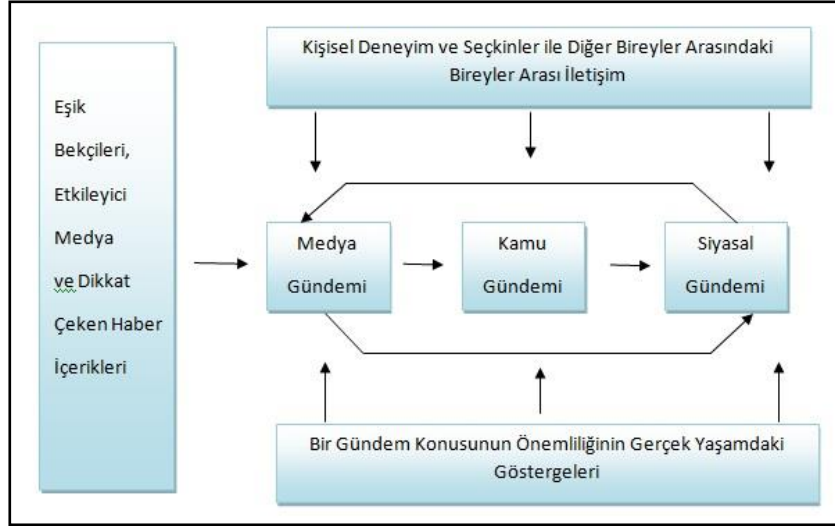 Kişisel Deneyim ve Seçkinler ile Diğer Bireyler Arasındaki
Bireyler Arası İletişim
Eşik
Bekçileri,
Etkileyici
Medya
ve Dikkat
Çeken Haber
İçerikleri
Medya
Gündemi
Kamu
Gündemi
Siyasal
Gündemi
Bir Gündem Konusunun Önemliliğinin Gerçek Yaşamdaki
Göstergeleri